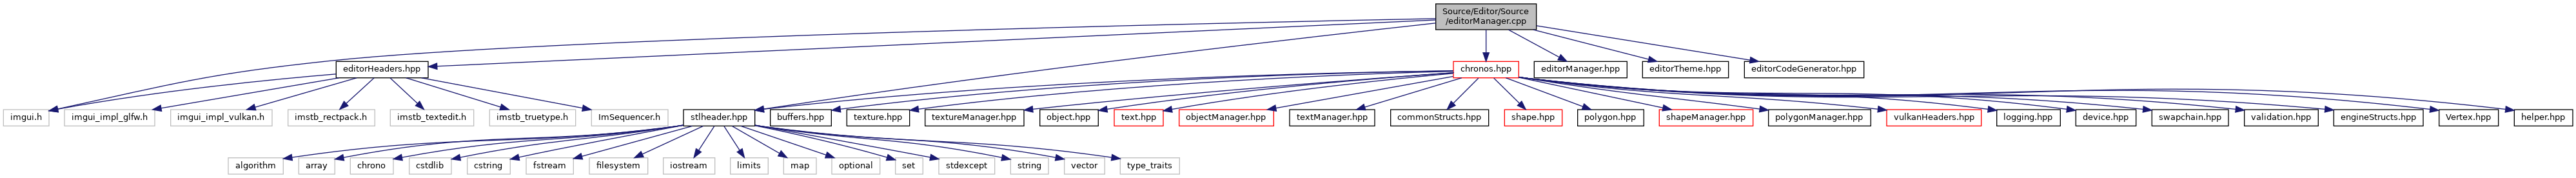 Source/Editor/Source
/editorManager.cpp
editorHeaders.hpp
chronos.hpp
editorManager.hpp
editorTheme.hpp
editorCodeGenerator.hpp
imgui.h
imgui_impl_glfw.h
imgui_impl_vulkan.h
imstb_rectpack.h
imstb_textedit.h
imstb_truetype.h
ImSequencer.h
stlheader.hpp
buffers.hpp
texture.hpp
textureManager.hpp
object.hpp
text.hpp
objectManager.hpp
textManager.hpp
commonStructs.hpp
shape.hpp
polygon.hpp
shapeManager.hpp
polygonManager.hpp
vulkanHeaders.hpp
logging.hpp
device.hpp
swapchain.hpp
validation.hpp
engineStructs.hpp
Vertex.hpp
helper.hpp
algorithm
array
chrono
cstdlib
cstring
fstream
filesystem
iostream
limits
map
optional
set
stdexcept
string
vector
type_traits